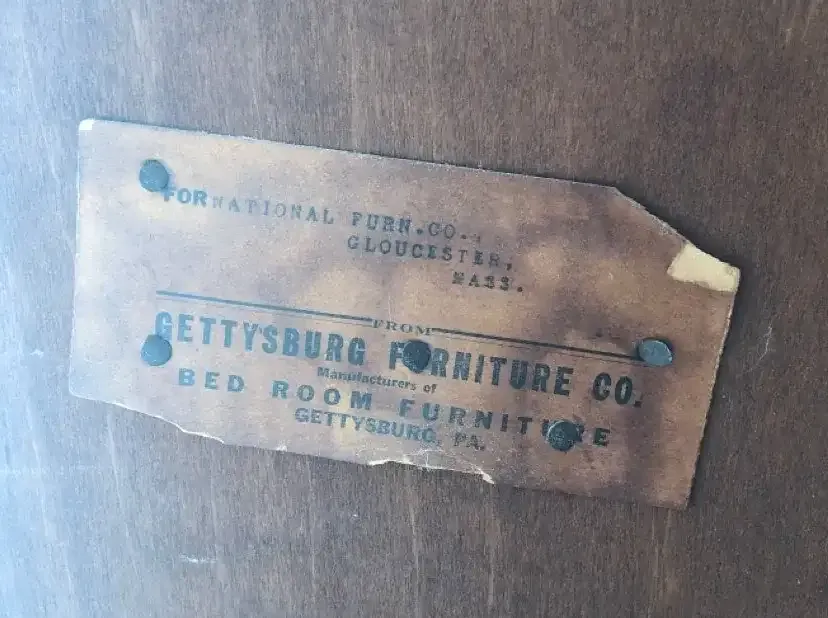 FOR NATIONAL FURN.CO.,
GLOUCESTER,
MASS.
FROM
GETTYSBURG FURNITURE CO.
Manufacturers of
BED ROOM FURNITURE
GETTYSBURG, PA.